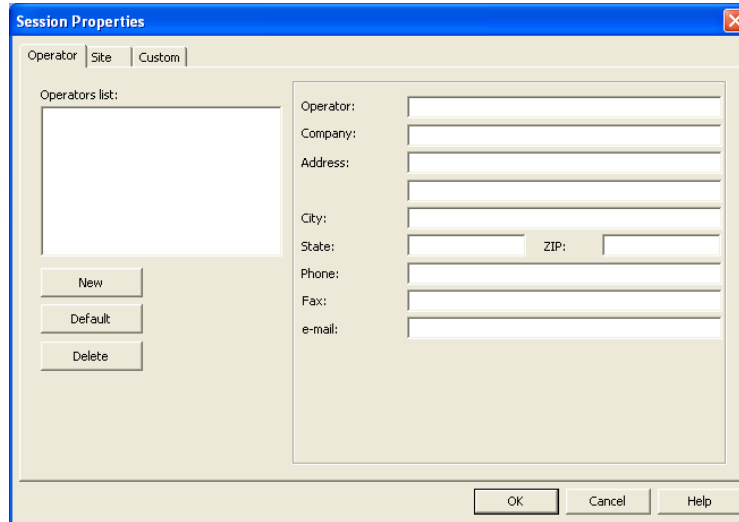 Session Properties
Operator Site Custom
Operators list:
New
Default
Delete
Operator:
Company:
Address:
City:
State: ZIP:
Phone:
Fax:
e-mail:
OK Cancel Help